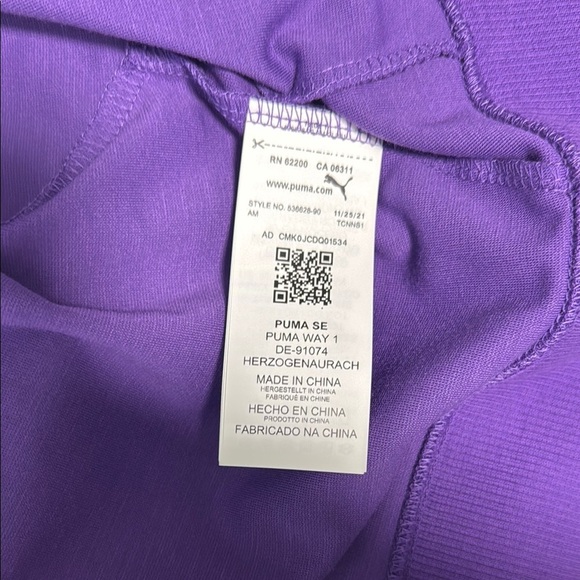 RN 62200 CA 06311
www.puma.com
STYLE NO. 536628-90 11/25/21
AM TCNNS1
AD CMK0JCDQ01534
PUMA SE
PUMA WAY 1
DE-91074
HERZOGENAURACH
MADE IN CHINA
HERGESTELLT IN CHINA
FABRIQUÉ EN CHINE
HECHO EN CHINA
PRODOTTO IN CHINA
FABRICADO NA CHINA